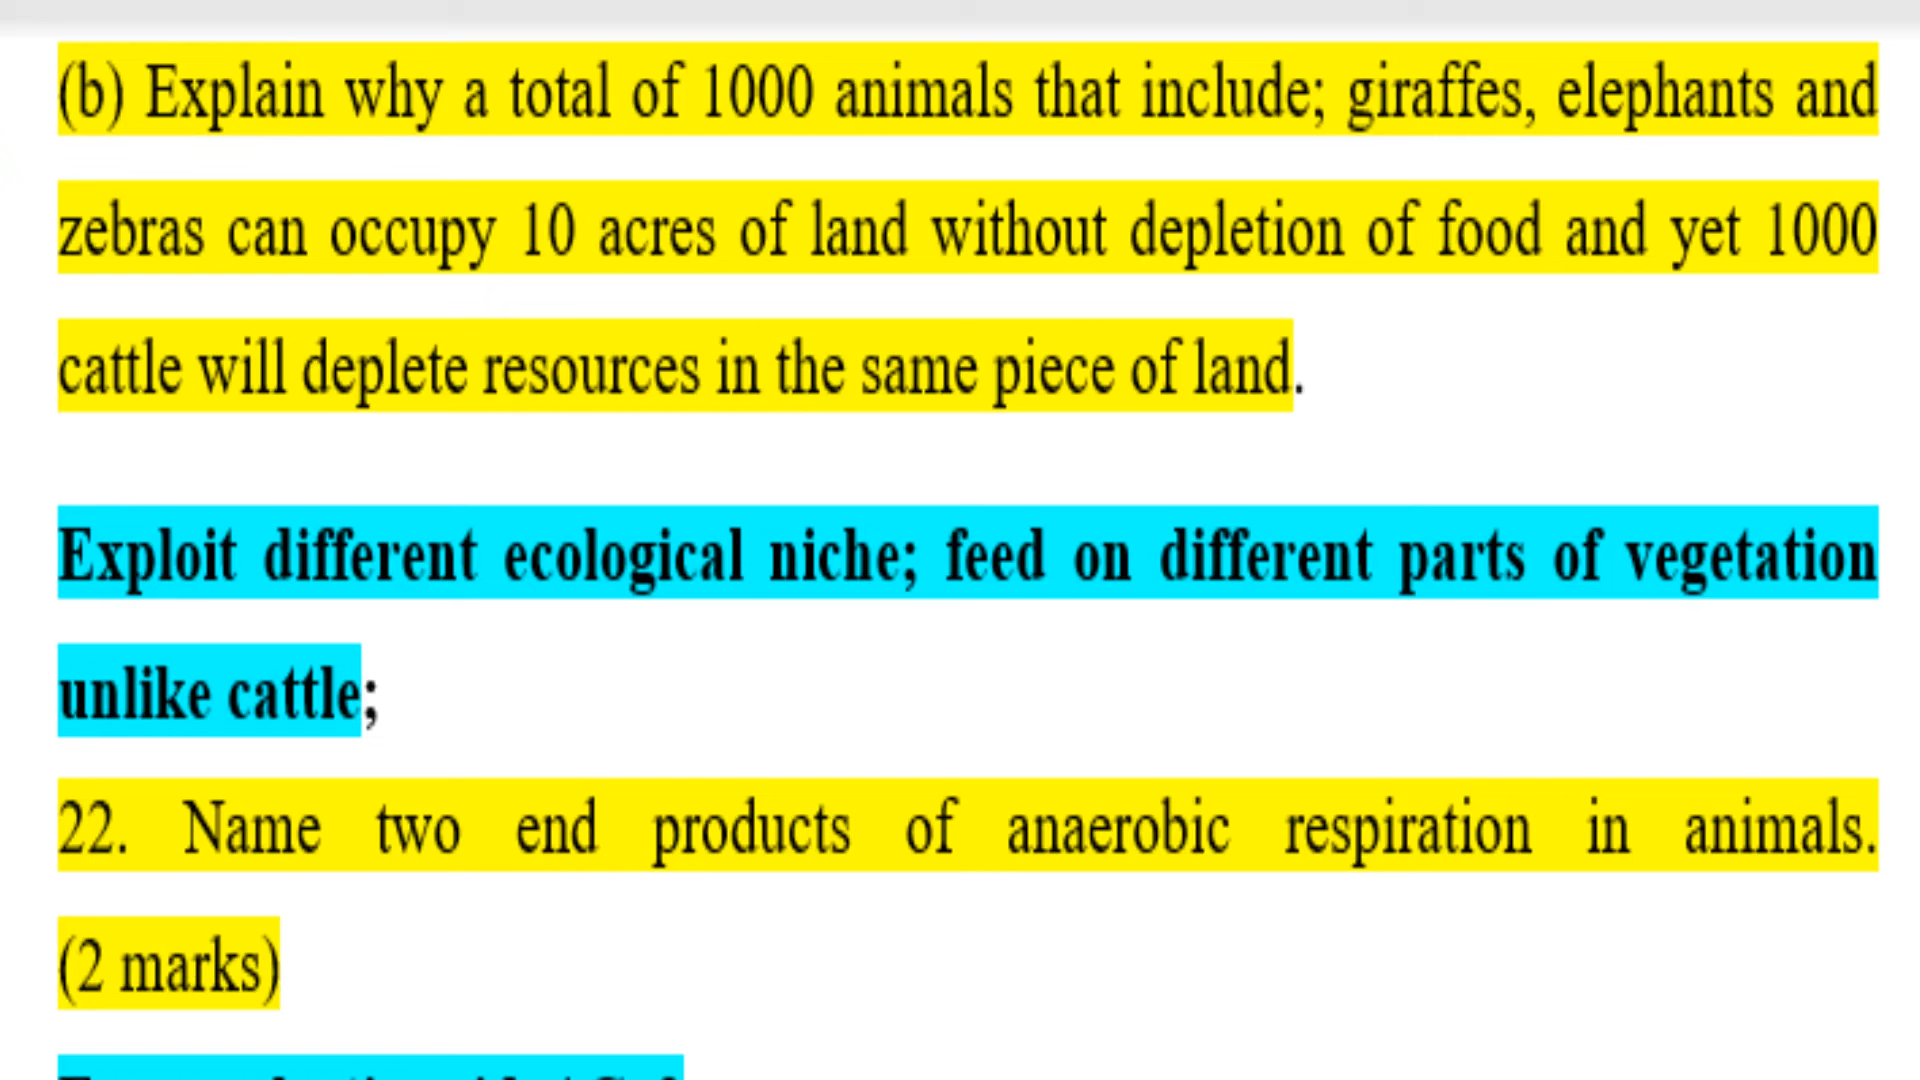 (b) Explain why a total of 1000 animals that include; giraffes, elephants and
zebras can occupy 10 acres of land without depletion of food and yet 1000
cattle will deplete resources in the same piece of land.
Exploit different ecological niche; feed on different parts of vegetation
unlike cattle;
22. Name two end products of anaerobic respiration in animals.
(2 marks)